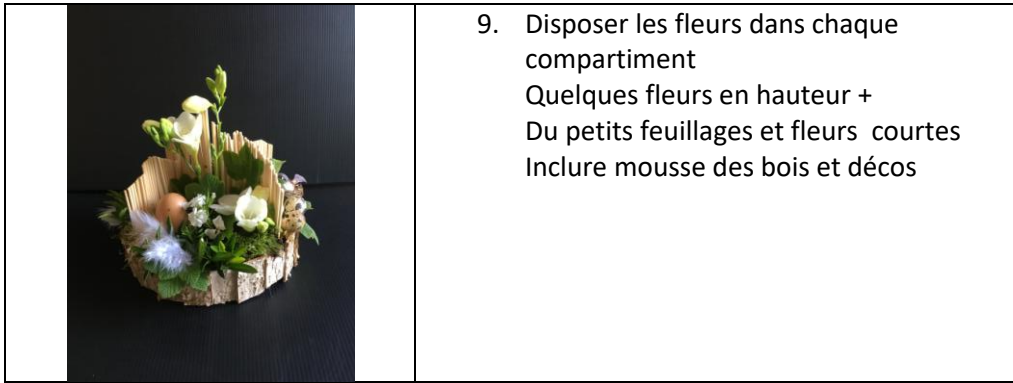 9. Disposer les fleurs dans chaque
compartiment
Quelques fleurs en hauteur +
Du petits feuillages et fleurs courtes
Inclure mousse des bois et décos